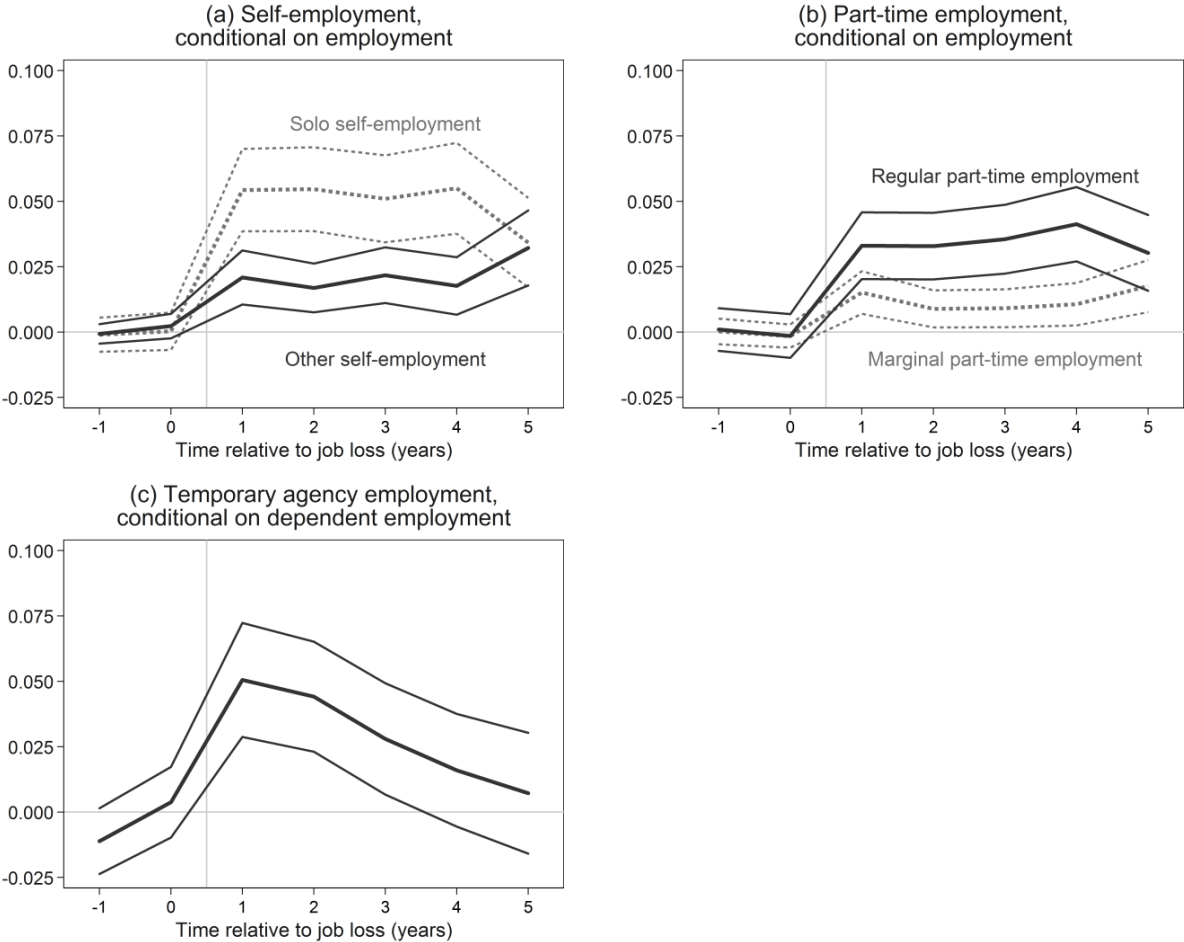 (a) Self-employment,
conditional on employment
0.100
0.075
0.050
0.025
0.000
-0.025
Solo self-employment
Other self-employment
-1 0 1 2 3 4 5
Time relative to job loss (years)
(b) Part-time employment,
conditional on employment
0.100
0.075
0.050
0.025
0.000
-0.025
Regular part-time employment
Marginal part-time employment
-1 0 1 2 3 4 5
Time relative to job loss (years)
(c) Temporary agency employment,
conditional on dependent employment
0.100
0.075
0.050
0.025
0.000
-0.025
-1 0 1 2 3 4 5
Time relative to job loss (years)